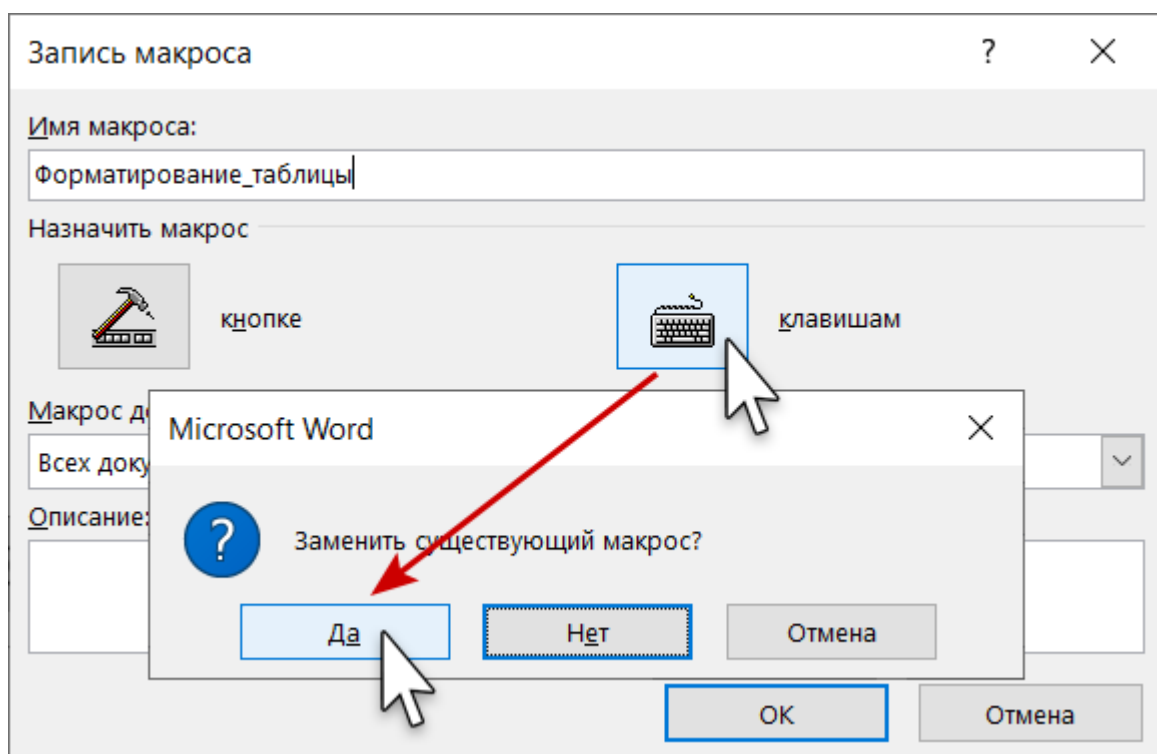 Запись макроса
Имя макроса:
Форматирование_таблицы
Назначить макрос
кнопке
клавишам
Макрос д
Всех доку
Описание:
Microsoft Word
Заменить существующий макрос?
Да
Нет
Отмена
ОК
Отмена